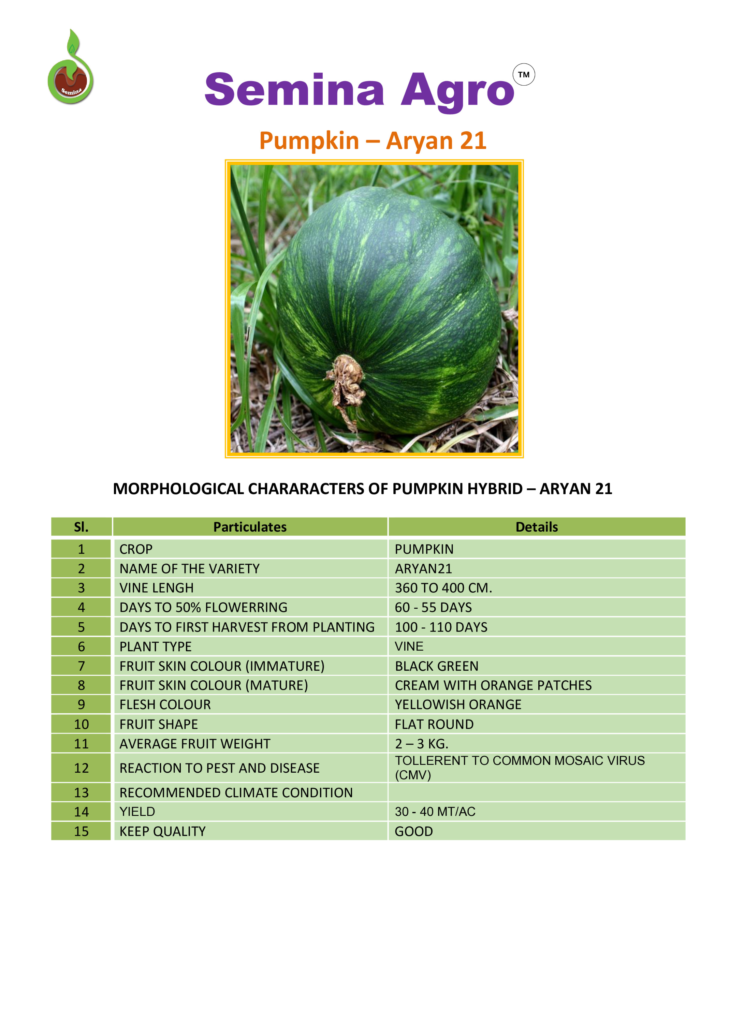 Semina
Semina Agro TM
Pumpkin – Aryan 21
MORPHOLOGICAL CHARARACTERS OF PUMPKIN HYBRID – ARYAN 21
Sl. Particulates Details
1 CROP PUMPKIN
2 NAME OF THE VARIETY ARYAN21
3 VINE LENGH 360 TO 400 CM.
4 DAYS TO 50% FLOWERRING 60 - 55 DAYS
5 DAYS TO FIRST HARVEST FROM PLANTING 100 - 110 DAYS
6 PLANT TYPE VINE
7 FRUIT SKIN COLOUR (IMMATURE) BLACK GREEN
8 FRUIT SKIN COLOUR (MATURE) CREAM WITH ORANGE PATCHES
9 FLESH COLOUR YELLOWISH ORANGE
10 FRUIT SHAPE FLAT ROUND
11 AVERAGE FRUIT WEIGHT 2 – 3 KG.
12 REACTION TO PEST AND DISEASE TOLLERENT TO COMMON MOSAIC VIRUS
(CMV)
13 RECOMMENDED CLIMATE CONDITION
14 YIELD 30 - 40 MT/AC
15 KEEP QUALITY GOOD